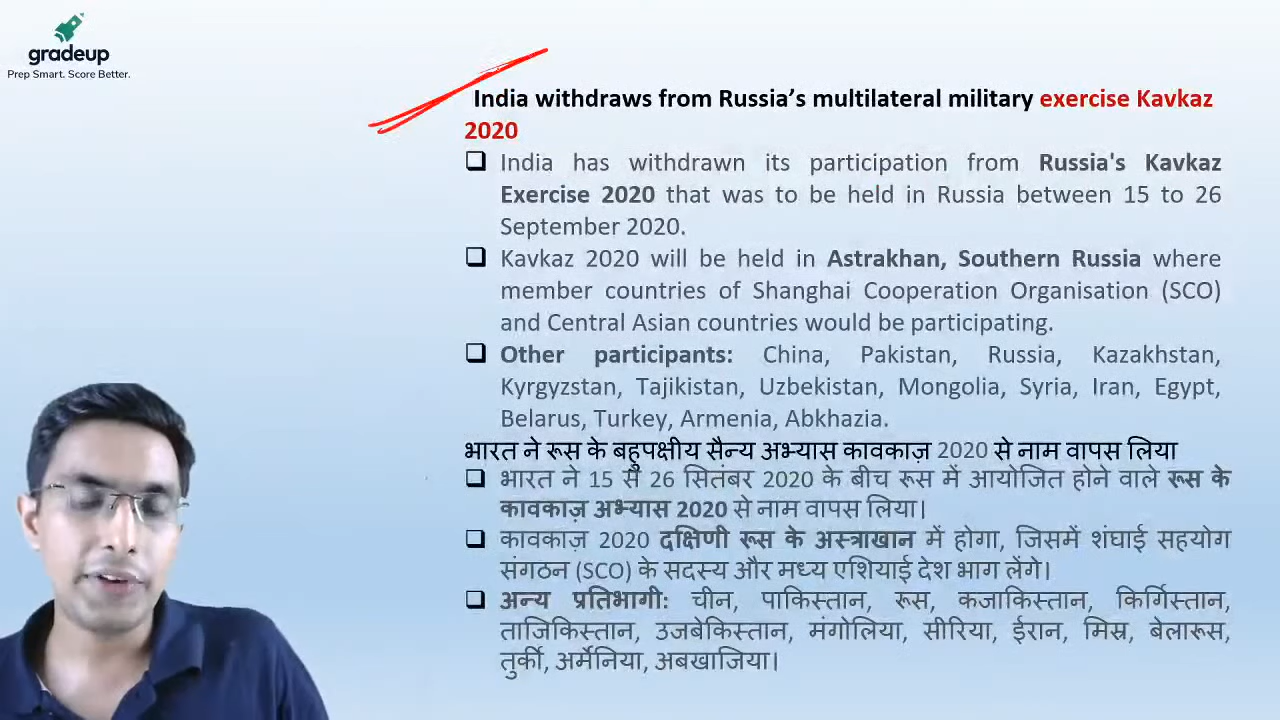 gradeup
Prep Smart. Score Better.
India withdraws from Russia’s multilateral military exercise Kavkaz
2020
❑ India has withdrawn its participation from Russia's Kavkaz
Exercise 2020 that was to be held in Russia between 15 to 26
September 2020.
❑ Kavkaz 2020 will be held in Astrakhan, Southern Russia where
member countries of Shanghai Cooperation Organisation (SCO)
and Central Asian countries would be participating.
❑ Other participants: China, Pakistan, Russia, Kazakhstan,
Kyrgyzstan, Tajikistan, Uzbekistan, Mongolia, Syria, Iran, Egypt,
Belarus, Turkey, Armenia, Abkhazia.
भारत ने रूस के बहुपक्षीय सैन्य अभ्यास कावकाज़ 2020 से नाम वापस लिया
❑ भारत ने 15 से 26 सितंबर 2020 के बीच रूस में आयोजित होने वाले रूस के
कावकाज़ अभ्यास 2020 से नाम वापस लिया।
❑ कावकाज़ 2020 दक्षिणी रूस के अस्त्राखान में होगा, जिसमें शंघाई सहयोग
संगठन (SCO) के सदस्य और मध्य एशियाई देश भाग लेंगे।
❑ अन्य प्रतिभागी: चीन, पाकिस्तान, रूस, कजाकिस्तान, किर्गिस्तान,
ताजिकिस्तान, उजबेकिस्तान, मंगोलिया, सीरिया, ईरान, मिस्र, बेलारूस,
तुर्की, अर्मेनिया, अबखाजिया।